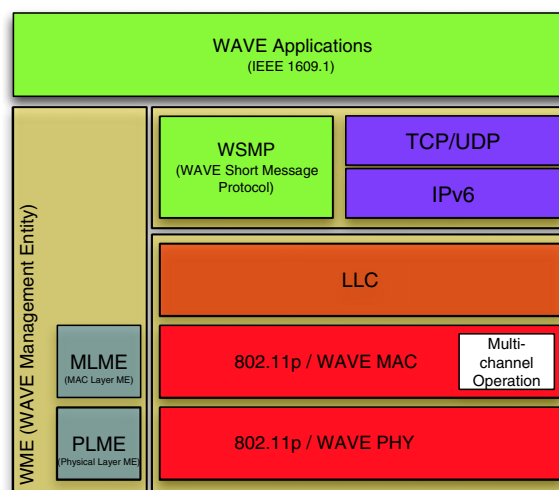 WAVE Applications
(IEEE 1609.1)
WSMP
(WAVE Short Message
Protocol)
TCP/UDP
IPv6
LLC
WME (WAVE Management Entity)
MLME
(MAC Layer ME)
802.11p / WAVE MAC
Multi-
channel
Operation
PLME
(Physical Layer ME)
802.11p / WAVE PHY